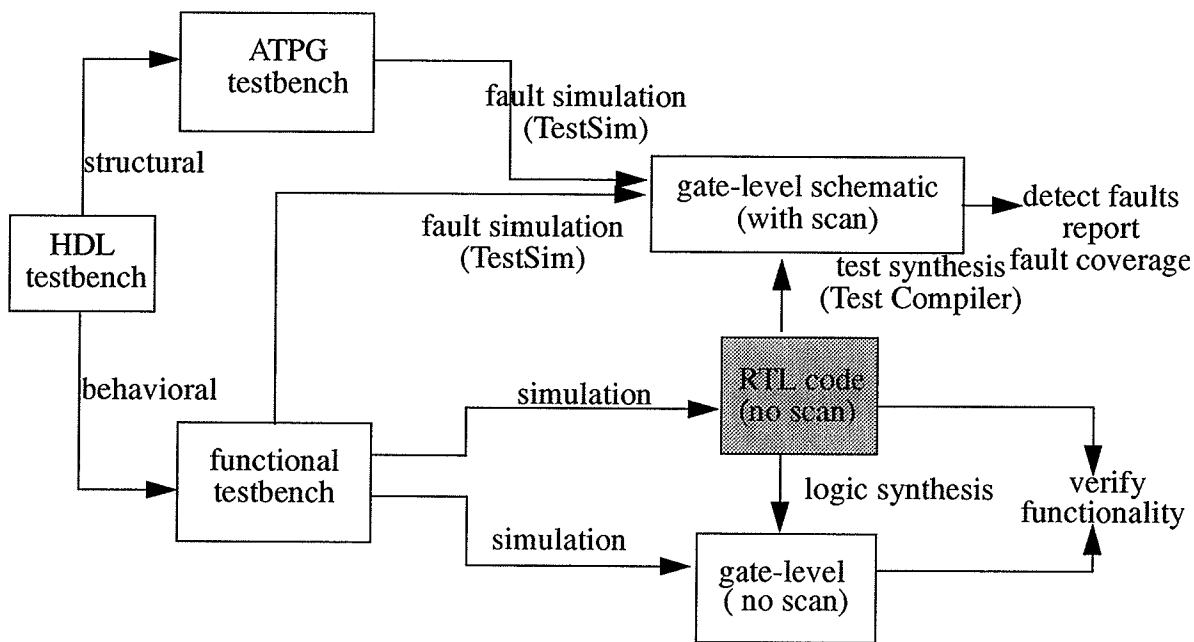 ATPG
testbench
fault simulation
(TestSim)
structural
gate-level schematic
(with scan)
detect faults
report
fault coverage
HDL
testbench
fault simulation
(TestSim)
test synthesis
(Test Compiler)
behavioral
simulation
RTL code
(no scan)
functional
testbench
logic synthesis
verify
functionality
simulation
gate-level
( no scan)